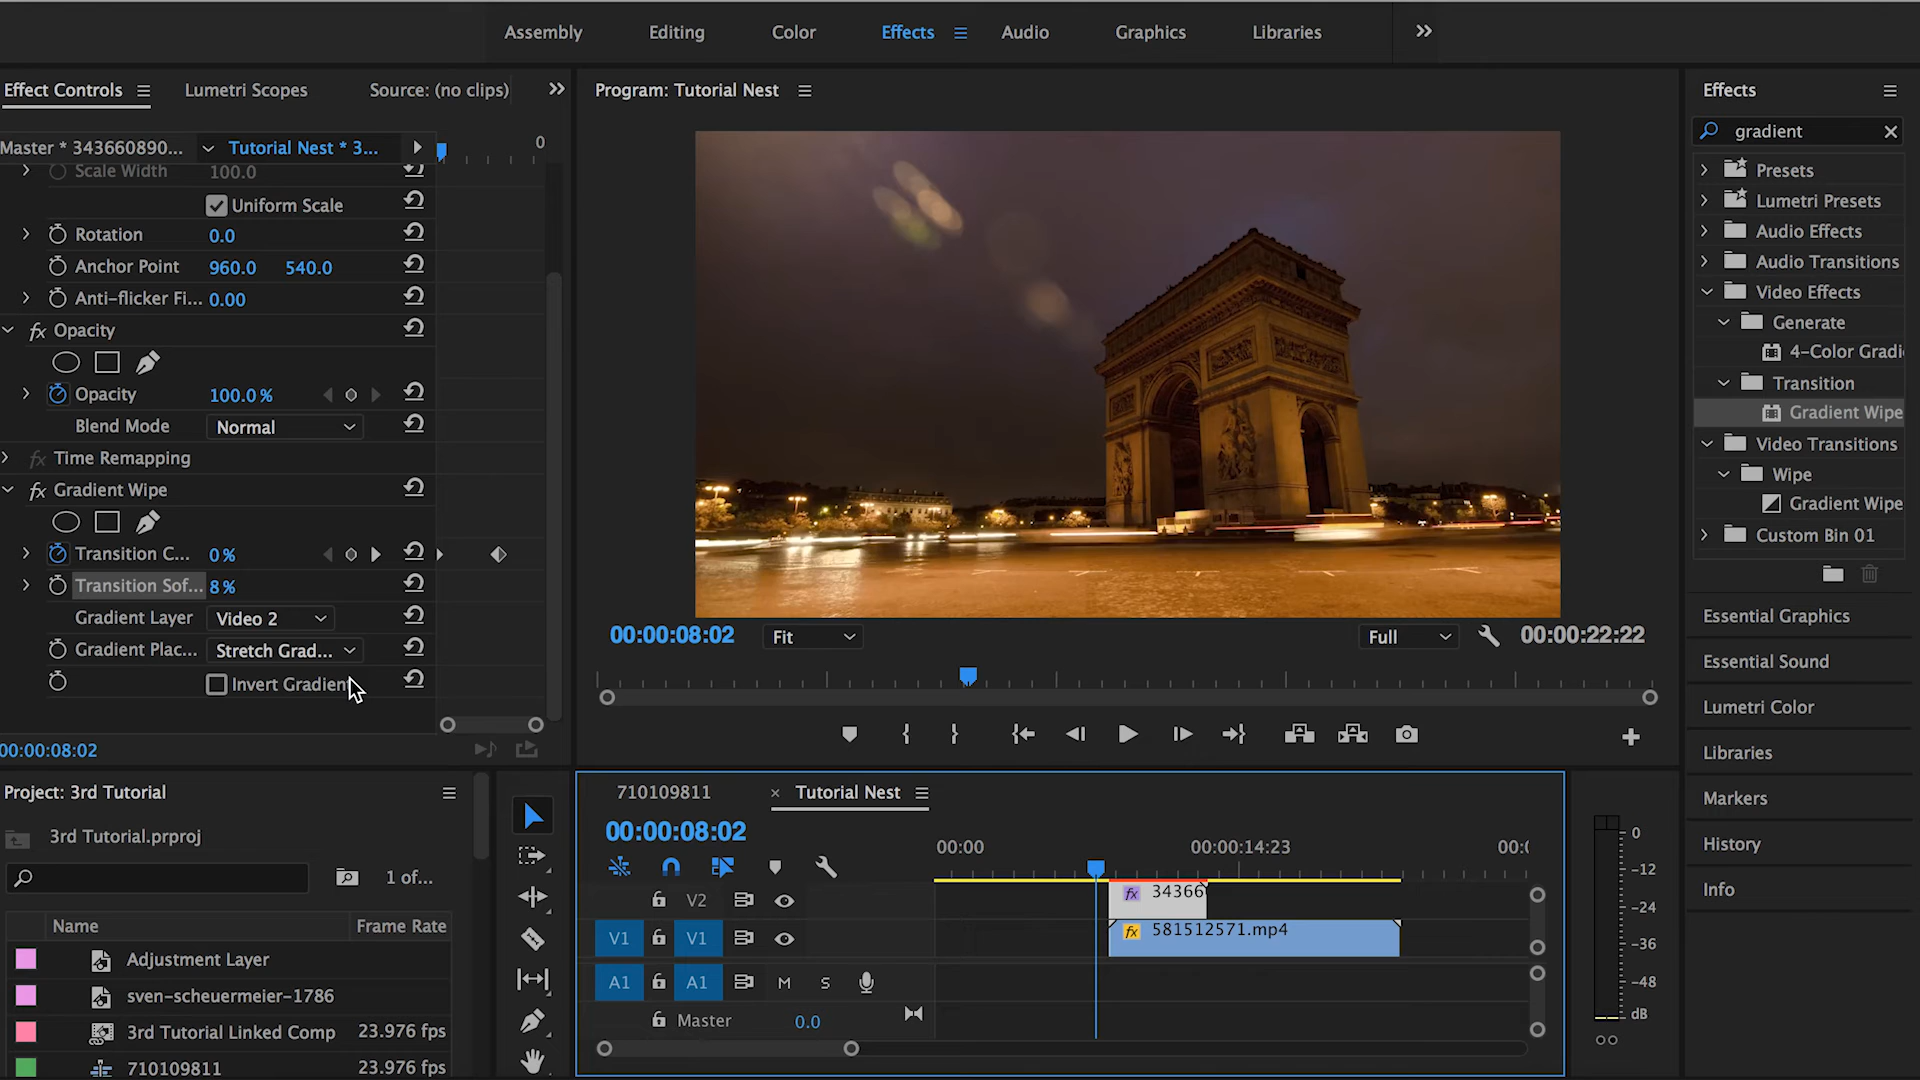 Assembly Editing Color Effects Audio Graphics Libraries
Effect Controls Lumetri Scopes Source: (no clips)
Master * 343660890... Tutorial Nest * 3... 0
Scale Width 100.0
Uniform Scale
Rotation 0.0
Anchor Point 960.0 540.0
Anti-flicker Fi... 0.00
fx Opacity
Opacity 100.0 %
Blend Mode Normal
fx Time Remapping
fx Gradient Wipe
Transition C... 0 %
Transition Sof... 8 %
Gradient Layer Video 2
Gradient Plac... Stretch Grad...
Invert Gradient
00:00:08:02
Program: Tutorial Nest
00:00:08:02 Fit Full 00:00:22:22
Effects
gradient
Presets
Lumetri Presets
Audio Effects
Audio Transitions
Video Effects
Generate
4-Color Gradi
Transition
Gradient Wipe
Video Transitions
Wipe
Gradient Wipe
Custom Bin 01
Essential Graphics
Essential Sound
Lumetri Color
Libraries
Markers
History
Info
Project: 3rd Tutorial
3rd Tutorial.prproj
1 of...
Name Frame Rate
Adjustment Layer
sven-scheuermeier-1786
3rd Tutorial Linked Comp 23.976 fps
710109811 23.976 fps
710109811 × Tutorial Nest
00:00:08:02
00:00 00:00:14:23 00:0
V2 fx 34366
V1 V1 fx 581512571.mp4
A1 A1 M S
Master 0.0
0
-12
-24
-36
-48
dB